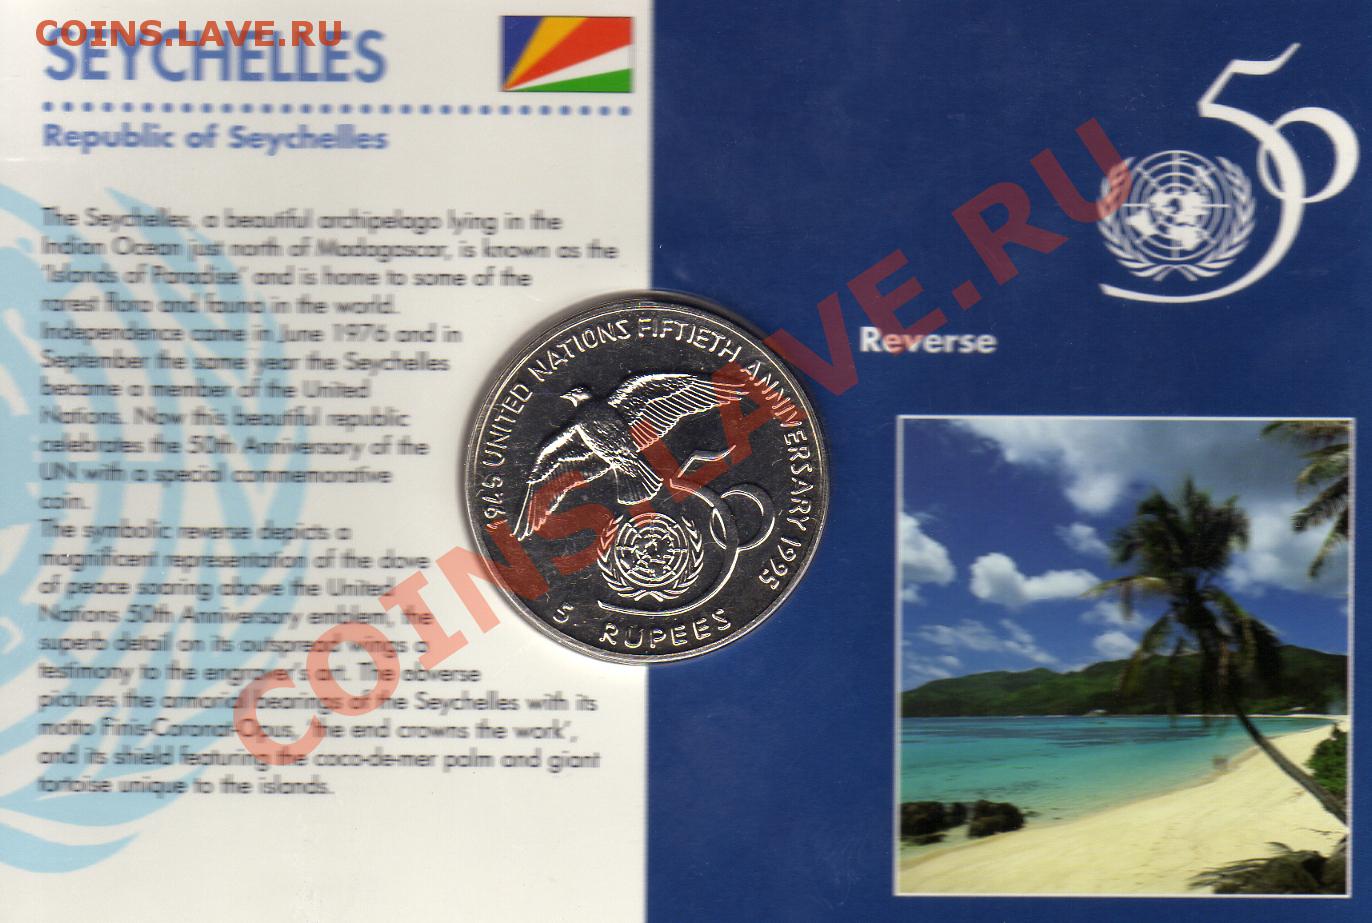 COINS.LAVE.RU
SEYCHELLES
Republic of Seychelles
The Seychelles, a beautiful archipelago lying in the
Indian Ocean just north of Madagascar, is known as the
'Islands of Paradise' and is home to some of the
rarest flora and fauna in the world.
Independence came in June 1976 and in
September the same year the Seychelles
became a member of the United
Nations. Now this beautiful republic
celebrates the 50th Anniversary of the
UN with a special commemorative
coin.
The symbolic reverse depicts a
magnificent representation of the dove
of peace soaring above the United
Nations 50th Anniversary emblem, the
superb detail on its outspread wings a
testimony to the engraver's art. The obverse
pictures the armorial bearings of the Seychelles with its
motto Finis-Coronat-Opus, 'the end crowns the work',
and its shield featuring the coco-de-mer palm and giant
tortoise unique to the islands.
50
Reverse
1945 UNITED NATIONS FIFTIETH ANNIVERSARY 1995
50
5 RUPEES
COINS.LAVE.RU